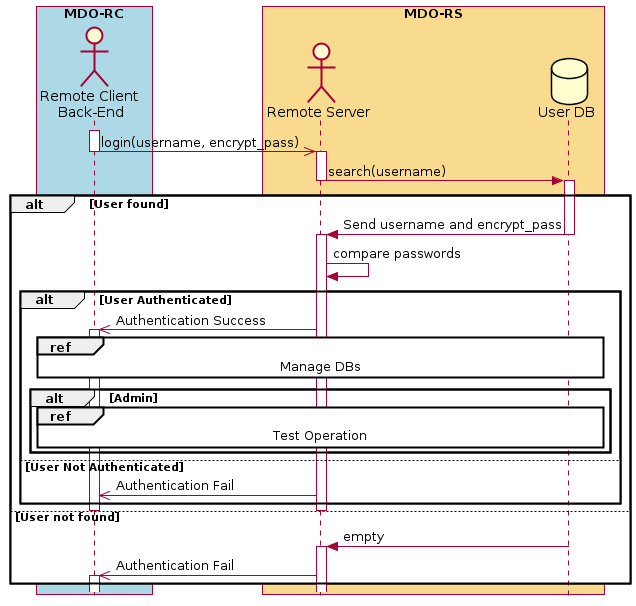 MDO-RC
MDO-RS
Remote Client
Back-End
Remote Server
User DB
login(username, encrypt_pass)
search(username)
alt
[User found]
Send username and encrypt_pass
compare passwords
alt
[User Authenticated]
Authentication Success
ref
Manage DBs
alt
[Admin]
ref
Test Operation
[User Not Authenticated]
Authentication Fail
[User not found]
empty
Authentication Fail